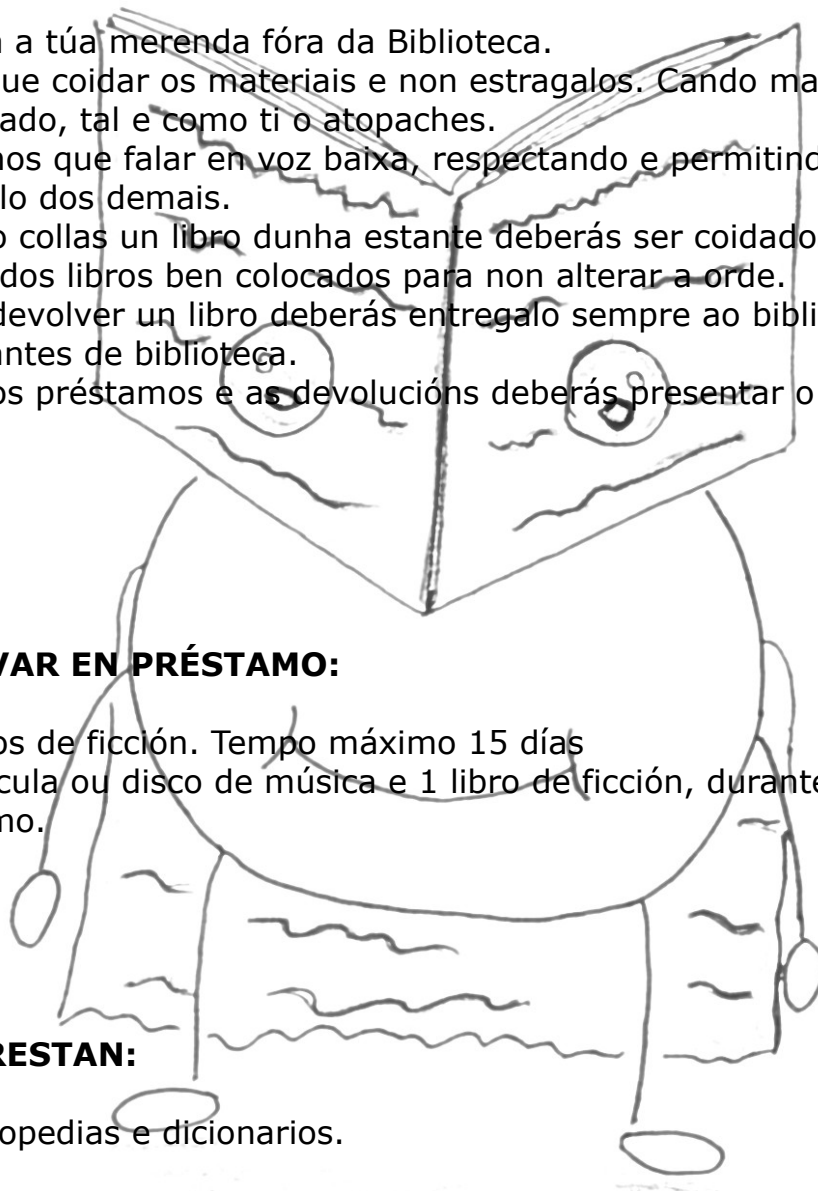 a túa merenda fóra da Biblioteca.
que coidar os materiais e non estragalos. Cando ma
ado, tal e como ti o atopaches.
nos que falar en voz baixa, respectando e permitind
lo dos demais.
o collas un libro dunha estante deberás ser coidado
dos libros ben colocados para non alterar a orde.
devolver un libro deberás entregalo sempre ao bibli
antes de biblioteca.
os préstamos e as devolucións deberás presentar o
VAR EN PRÉSTAMO:
os de ficción. Tempo máximo 15 días
cula ou disco de música e 1 libro de ficción, durante
mo.
RESTAN:
opedias e dicionarios.